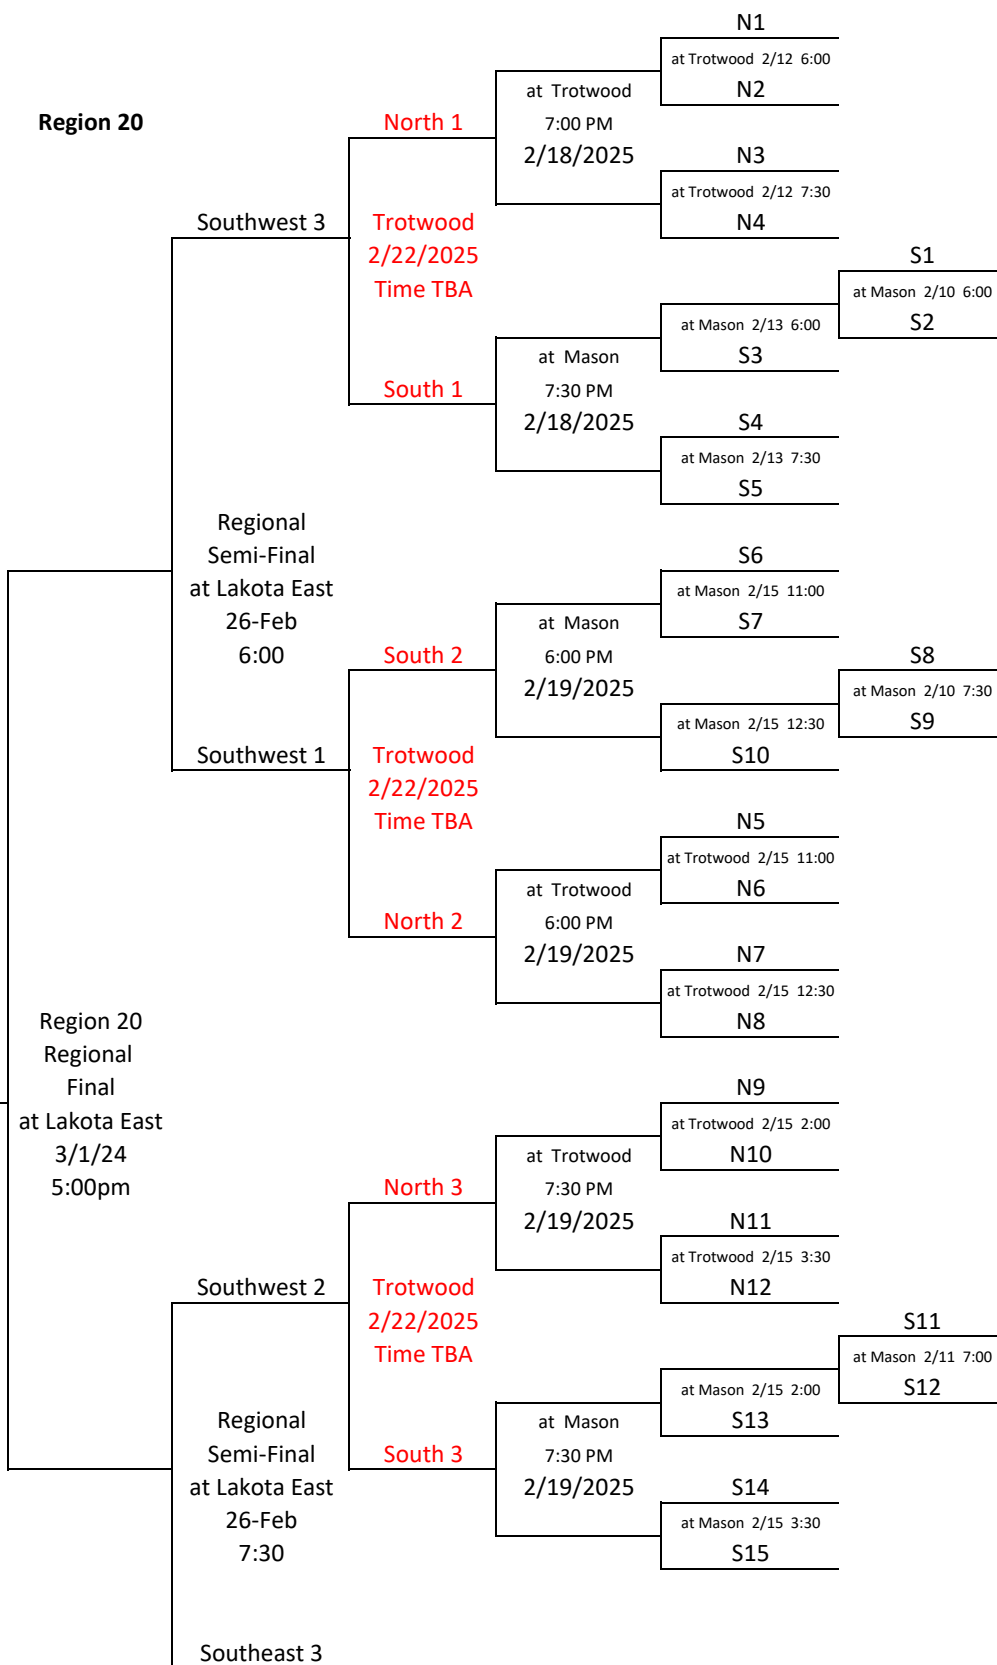 N1
at Trotwood 2/12 6:00
at Trotwood
N2
Region 20
North 1
7:00 PM
2/18/2025
N3
at Trotwood 2/12 7:30
Southwest 3
Trotwood
N4
2/22/2025
S1
Time TBA
at Mason 2/10 6:00
at Mason 2/13 6:00
S2
at Mason
S3
South 1
7:30 PM
2/18/2025
S4
at Mason 2/13 7:30
S5
Regional
Semi-Final
S6
at Lakota East
at Mason 2/15 11:00
26-Feb
at Mason
S7
6:00
South 2
6:00 PM
S8
2/19/2025
at Mason 2/10 7:30
at Mason 2/15 12:30
S9
Southwest 1
Trotwood
S10
2/22/2025
Time TBA
N5
at Trotwood 2/15 11:00
at Trotwood
N6
North 2
6:00 PM
2/19/2025
N7
at Trotwood 2/15 12:30
Region 20
N8
Regional
Final
N9
at Lakota East
at Trotwood 2/15 2:00
3/1/24
at Trotwood
N10
5:00pm
North 3
7:30 PM
2/19/2025
N11
at Trotwood 2/15 3:30
Southwest 2
Trotwood
N12
2/22/2025
S11
Time TBA
at Mason 2/11 7:00
at Mason 2/15 2:00
S12
Regional
at Mason
S13
Semi-Final
South 3
7:30 PM
at Lakota East
2/19/2025
S14
26-Feb
at Mason 2/15 3:30
7:30
S15
Southeast 3